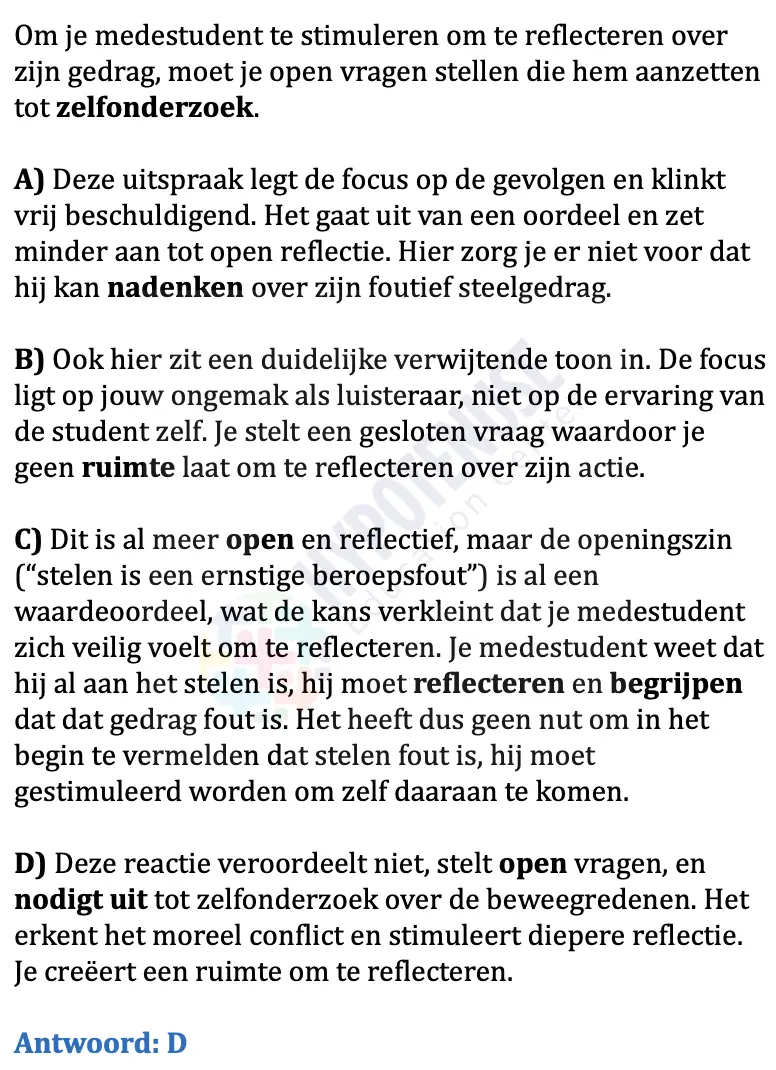 Om je medestudent te stimuleren om te reflecteren over
zijn gedrag, moet je open vragen stellen die hem aanzetten
tot zelfonderzoek.
A) Deze uitspraak legt de focus op de gevolgen en klinkt
vrij beschuldigend. Het gaat uit van een oordeel en zet
minder aan tot open reflectie. Hier zorg je er niet voor dat
hij kan nadenken over zijn foutief steelgedrag.
B) Ook hier zit een duidelijke verwijtende toon in. De focus
ligt op jouw ongemak als luisteraar, niet op de ervaring van
de student zelf. Je stelt een gesloten vraag waardoor je
geen ruimte laat om te reflecteren over zijn actie.
C) Dit is al meer open en reflectief, maar de openingszin
(“stelen is een ernstige beroepsfout”) is al een
waardeoordeel, wat de kans verkleint dat je medestudent
zich veilig voelt om te reflecteren. Je medestudent weet dat
hij al aan het stelen is, hij moet reflecteren en begrijpen
dat dat gedrag fout is. Het heeft dus geen nut om in het
begin te vermelden dat stelen fout is, hij moet
gestimuleerd worden om zelf daaraan te komen.
D) Deze reactie veroordeelt niet, stelt open vragen, en
nodigt uit tot zelfonderzoek over de beweegredenen. Het
erkent het moreel conflict en stimuleert diepere reflectie.
Je creëert een ruimte om te reflecteren.
Antwoord: D
HYPOTENUSE
Education Center